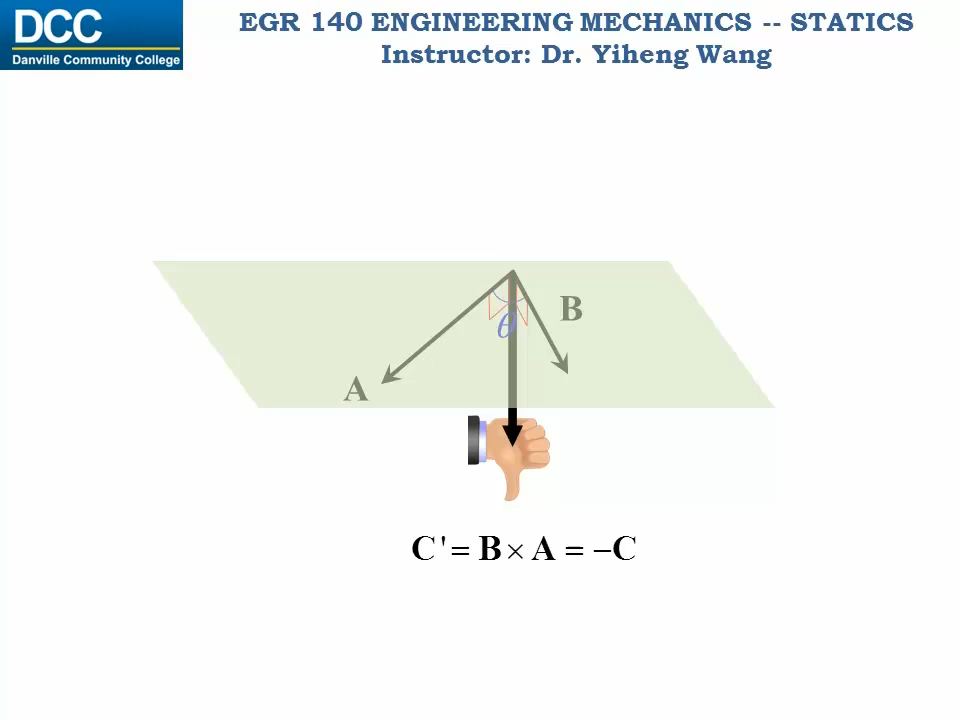 DCC
Danville Community College
EGR 140 ENGINEERING MECHANICS -- STATICS
Instructor: Dr. Yiheng Wang
B
θ
A
C' = B × A = −C